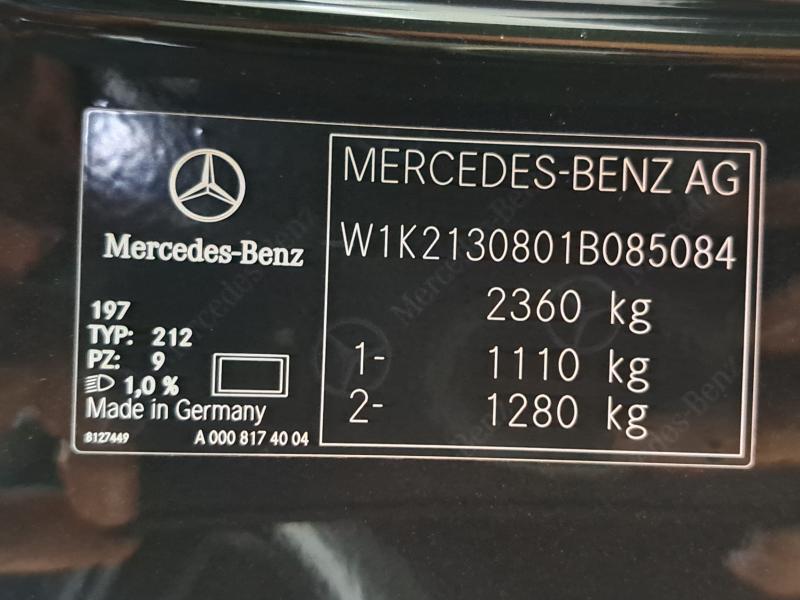 Mercedes-Benz
197
TYP: 212
PZ: 9
1,0 %
Made in Germany
8127449 A 000 817 40 04
MERCEDES-BENZ AG
W1K2130801B085084
2360 kg
1- 1110 kg
2- 1280 kg